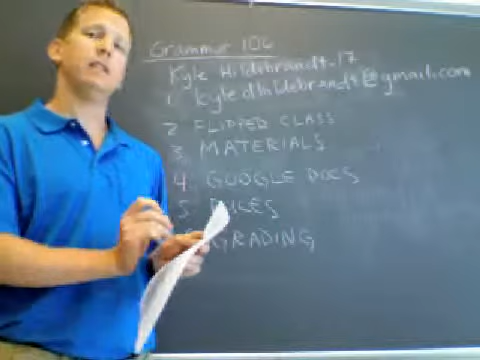 Grammar 106
Kyle Hildebrandt-17
1. kyledhildebrandt@gmail.com
2. FLIPPED CLASS
3. MATERIALS
4. GOOGLE DOCS
5. RULES
GRADING